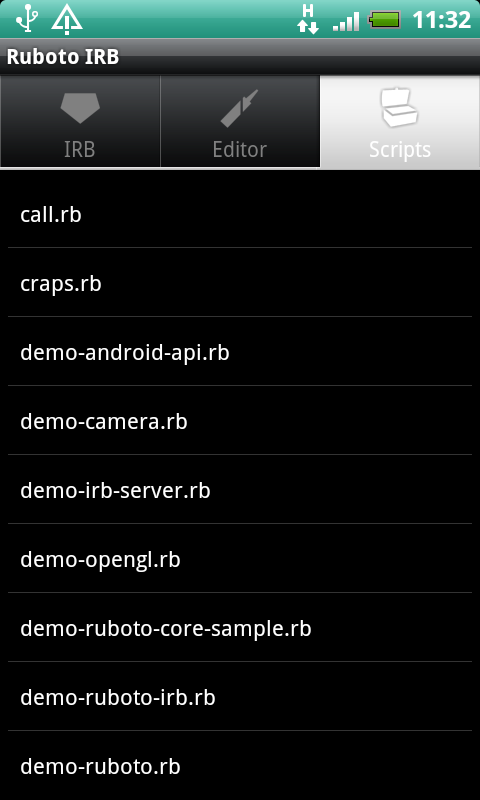 H
11:32
Ruboto IRB
IRB
Editor
Scripts
call.rb
craps.rb
demo-android-api.rb
demo-camera.rb
demo-irb-server.rb
demo-opengl.rb
demo-ruboto-core-sample.rb
demo-ruboto-irb.rb
demo-ruboto.rb